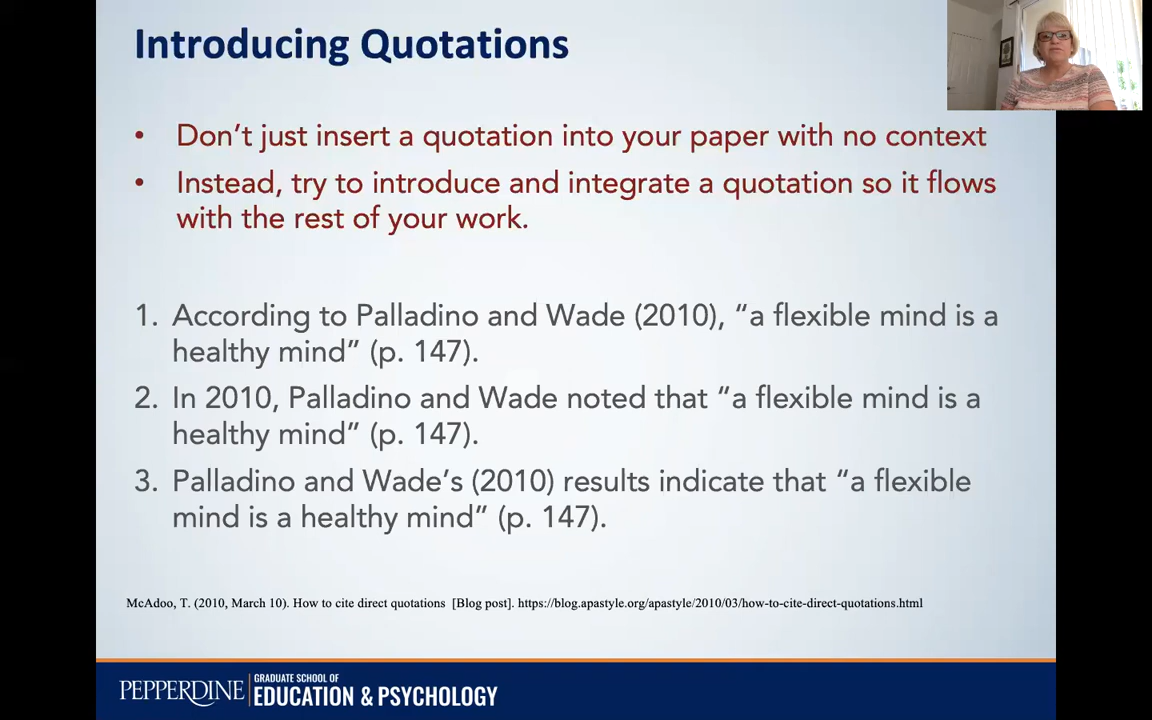 Introducing Quotations
• Don’t just insert a quotation into your paper with no context
• Instead, try to introduce and integrate a quotation so it flows
with the rest of your work.
1. According to Palladino and Wade (2010), “a flexible mind is a
healthy mind” (p. 147).
2. In 2010, Palladino and Wade noted that “a flexible mind is a
healthy mind” (p. 147).
3. Palladino and Wade’s (2010) results indicate that “a flexible
mind is a healthy mind” (p. 147).
McAdoo, T. (2010, March 10). How to cite direct quotations [Blog post]. https://blog.apastyle.org/apastyle/2010/03/how-to-cite-direct-quotations.html
PEPPERDINE
GRADUATE SCHOOL OF
EDUCATION & PSYCHOLOGY